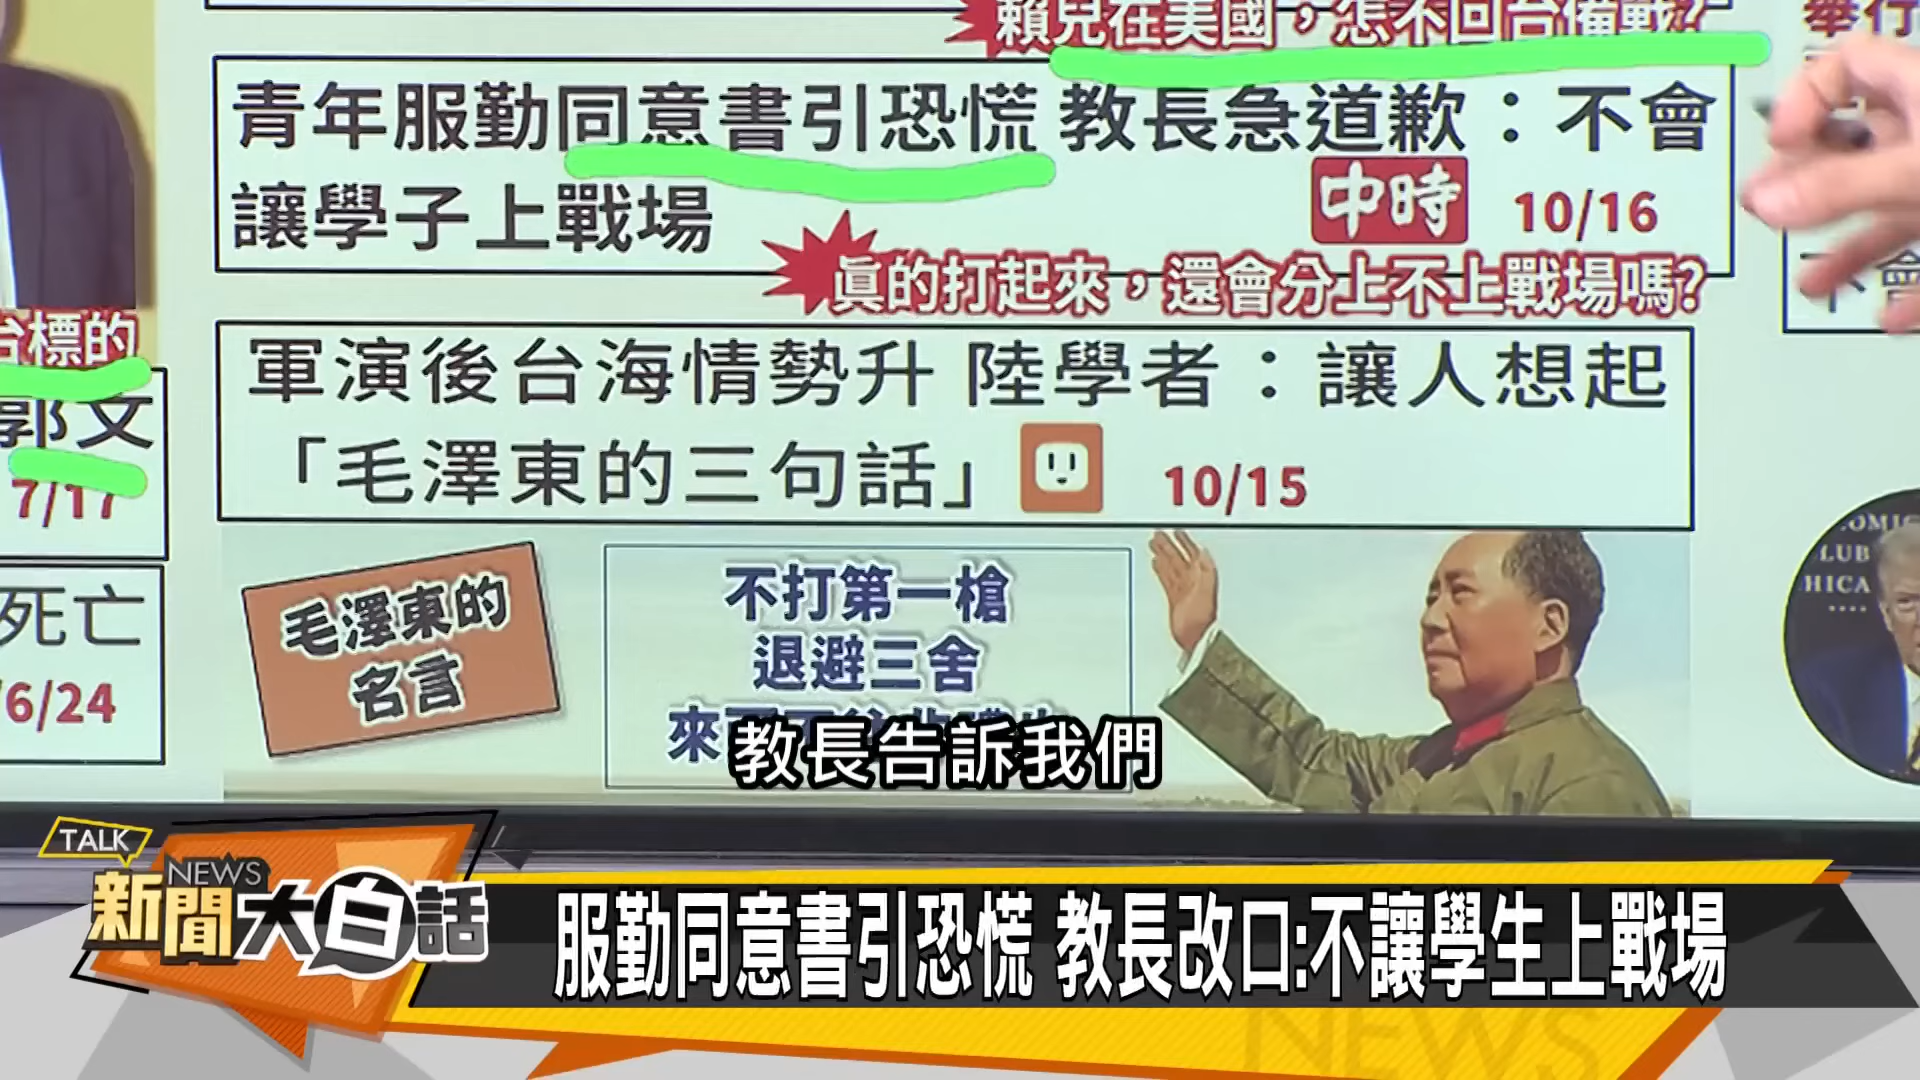 賴兒在美國，怎不回台備戰?
舉行
青年服勤同意書引恐慌 教長急道歉：不會
讓學子上戰場
中時 10/16
真的打起來，還會分上不上戰場嗎?
台標的
郭文
7/17
死亡
6/24
軍演後台海情勢升 陸學者：讓人想起
「毛澤東的三句話」 10/15
毛澤東的
名言
不打第一槍
退避三舍
來
教長告訴我們
LUB
HICA
TALK
NEWS
新聞大白話
服勤同意書引恐慌 教長改口:不讓學生上戰場
NEWS